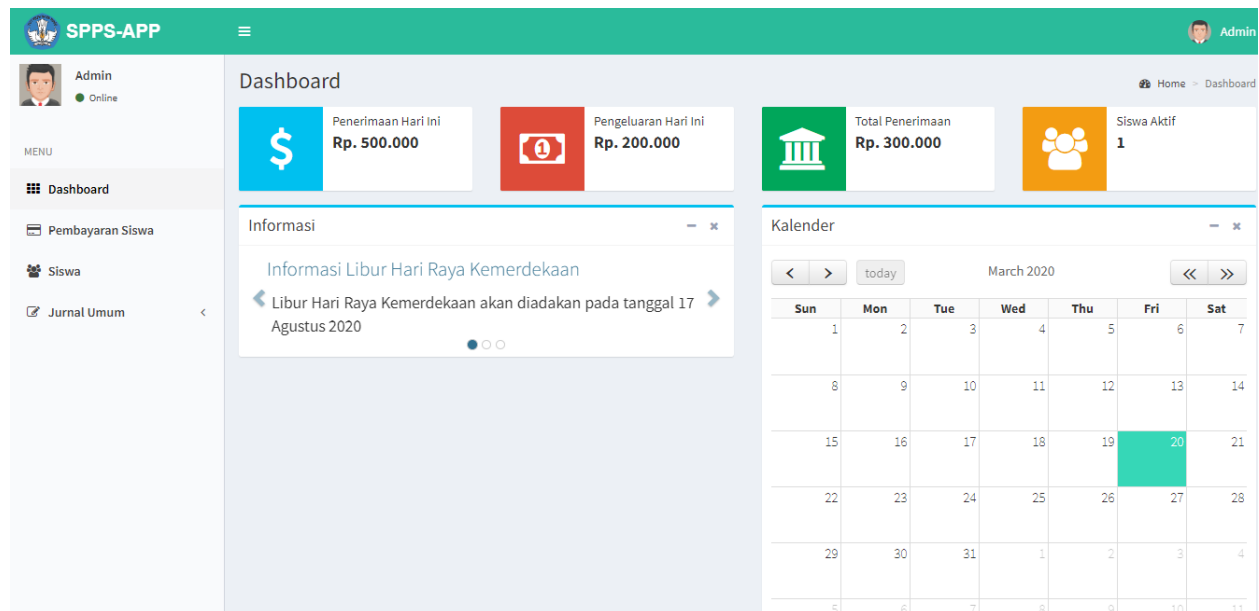 SPPS-APP
Admin
Admin
Online
MENU
Dashboard
Pembayaran Siswa
Siswa
Jurnal Umum
Dashboard
Home > Dashboard
Penerimaan Hari Ini
Rp. 500.000
Pengeluaran Hari Ini
Rp. 200.000
Total Penerimaan
Rp. 300.000
Siswa Aktif
1
Informasi
Informasi Libur Hari Raya Kemerdekaan
Libur Hari Raya Kemerdekaan akan diadakan pada tanggal 17
Agustus 2020
Kalender
today
March 2020
Sun Mon Tue Wed Thu Fri Sat
1 2 3 4 5 6 7
8 9 10 11 12 13 14
15 16 17 18 19 20 21
22 23 24 25 26 27 28
29 30 31 1 2 3 4
5 6 7 8 9 10 11